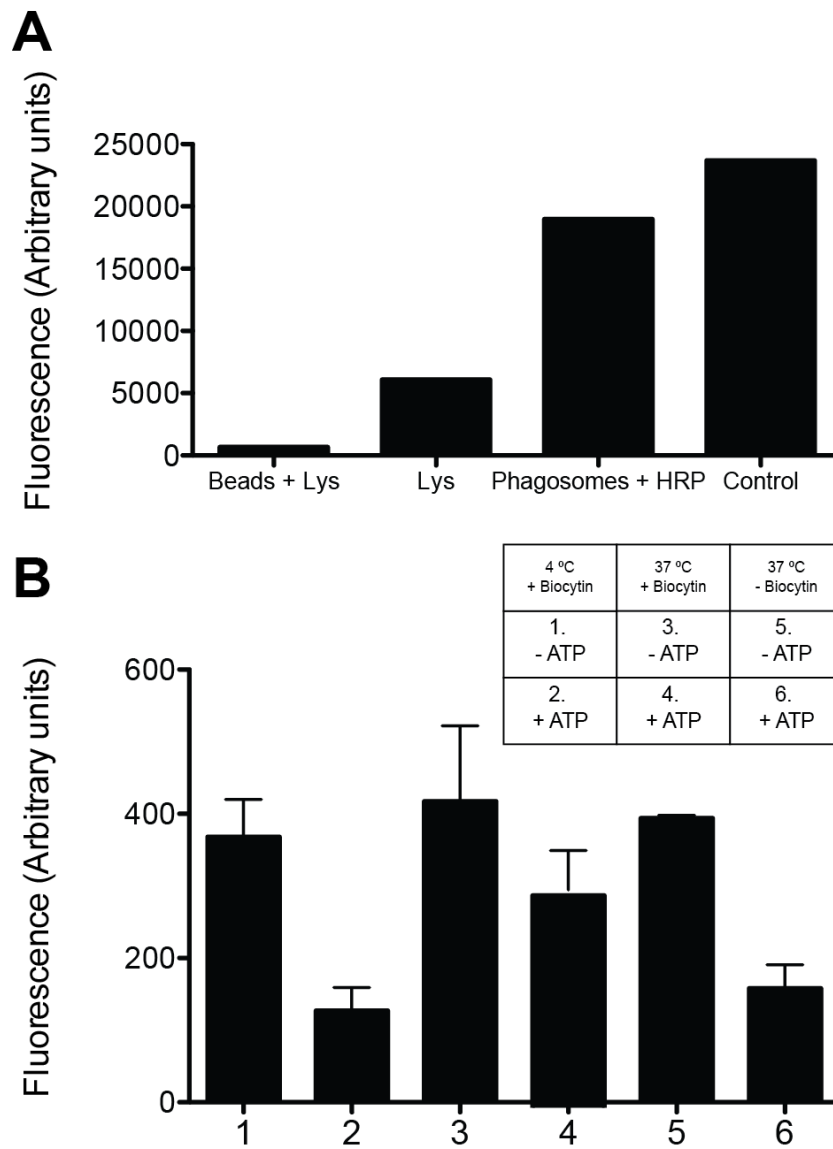 A
Fluorescence (Arbitrary units)
25000
20000
15000
10000
5000
0
Beads + Lys Lys Phagosomes + HRP Control
B
4 ºC + Biocytin
37 ºC + Biocytin
37 ºC - Biocytin
1. - ATP
3. - ATP
5. - ATP
2. + ATP
4. + ATP
6. + ATP
Fluorescence (Arbitrary units)
600
400
200
0
1 2 3 4 5 6